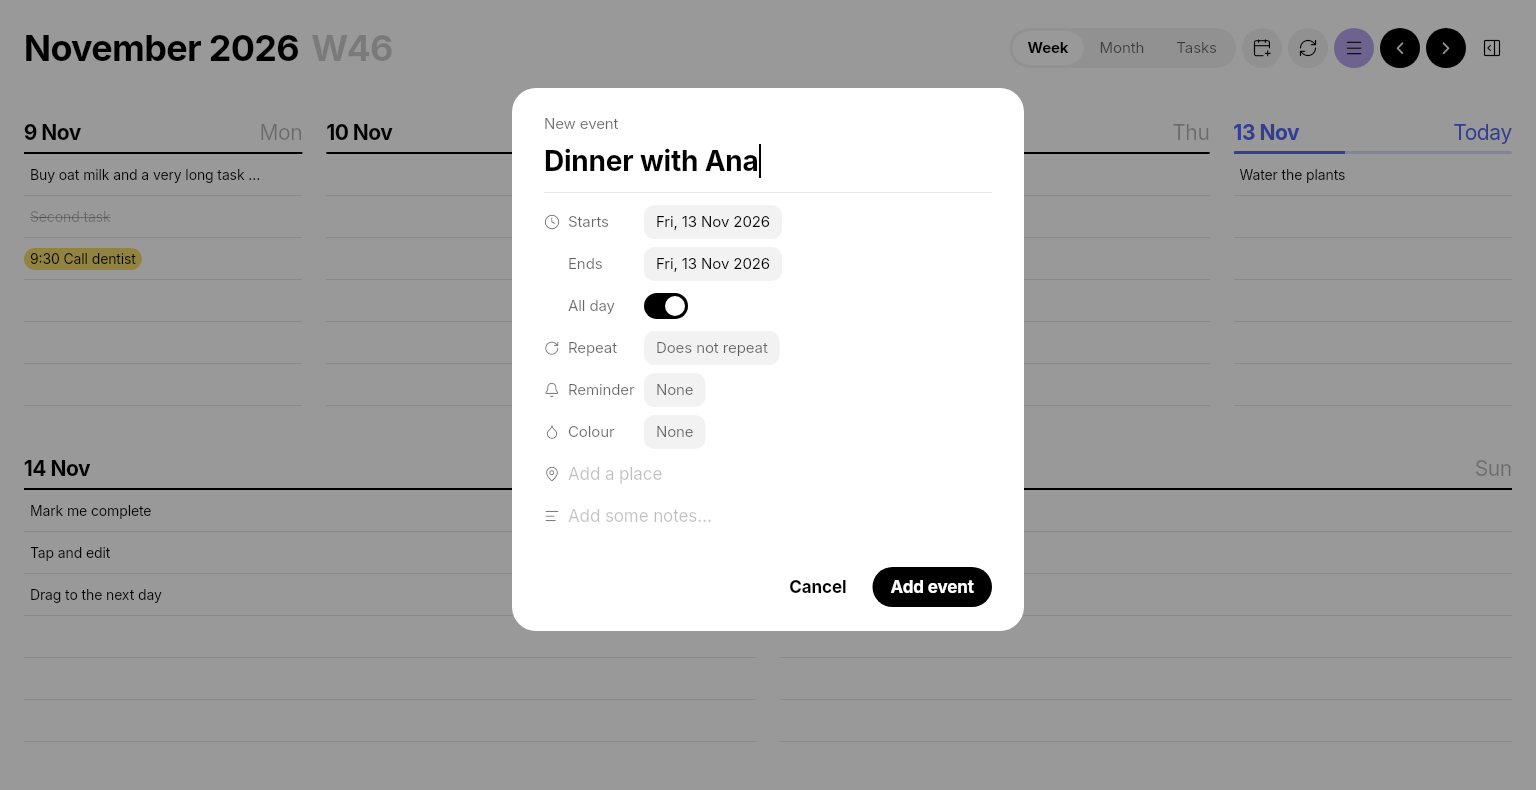 November 2026 W46
Week Month Tasks
9 Nov Mon
10 Nov
Thu
13 Nov Today
Buy oat milk and a very long task ...
Second task
9:30 Call dentist
Water the plants
New event
Dinner with Ana
Starts Fri, 13 Nov 2026
Ends Fri, 13 Nov 2026
All day
Repeat Does not repeat
Reminder None
Colour None
Add a place
Add some notes...
Cancel Add event
14 Nov
Sun
Mark me complete
Tap and edit
Drag to the next day